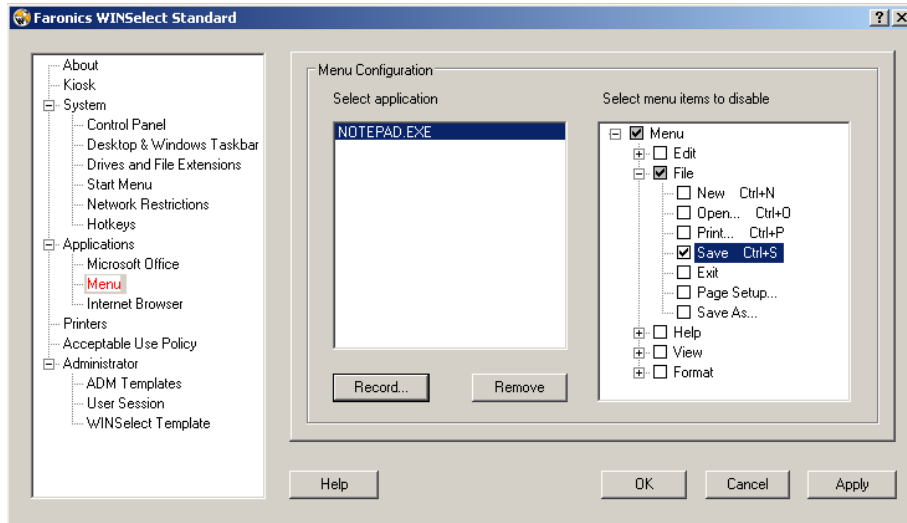 Faronics WINSelect Standard
About
Kiosk
System
Control Panel
Desktop & Windows Taskbar
Drives and File Extensions
Start Menu
Network Restrictions
Hotkeys
Applications
Microsoft Office
Menu
Internet Browser
Printers
Acceptable Use Policy
Administrator
ADM Templates
User Session
WINSelect Template
Menu Configuration
Select application
NOTEPAD.EXE
Record...
Remove
Select menu items to disable
Menu
Edit
File
New Ctrl+N
Open... Ctrl+O
Print... Ctrl+P
Save Ctrl+S
Exit
Page Setup...
Save As...
Help
View
Format
Help
OK
Cancel
Apply